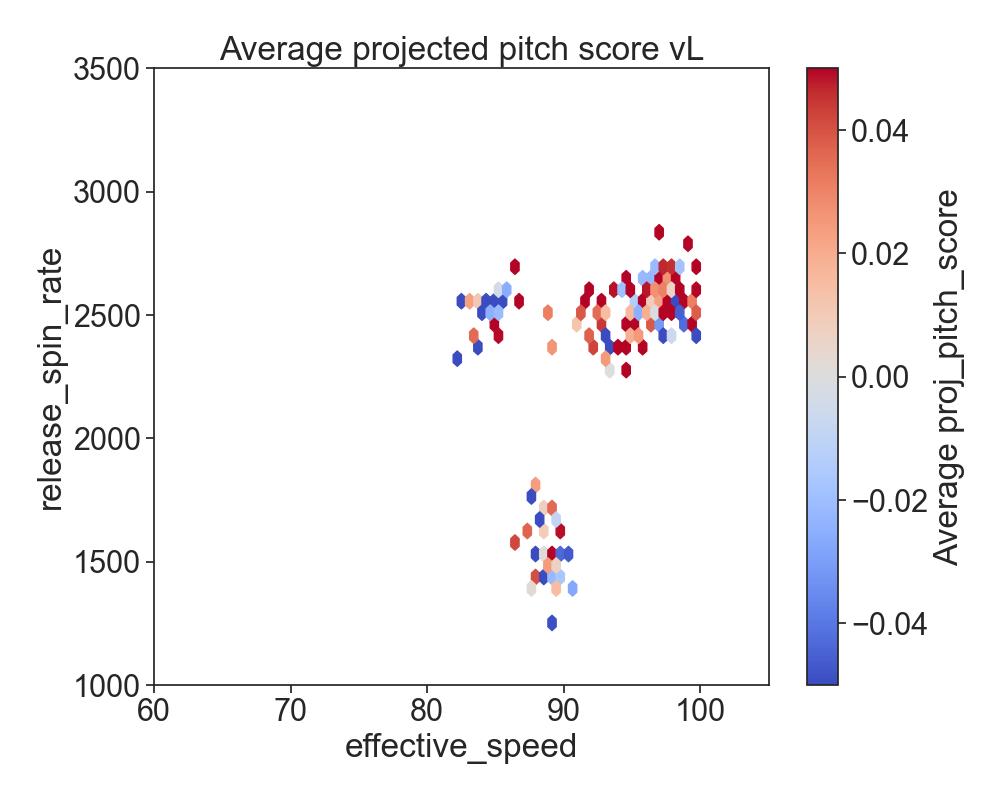 Average projected pitch score vL
3500
3000
2500
2000
1500
1000
release_spin_rate
60 70 80 90 100
effective_speed
0.04
0.02
0.00
−0.02
−0.04
Average proj_pitch_score